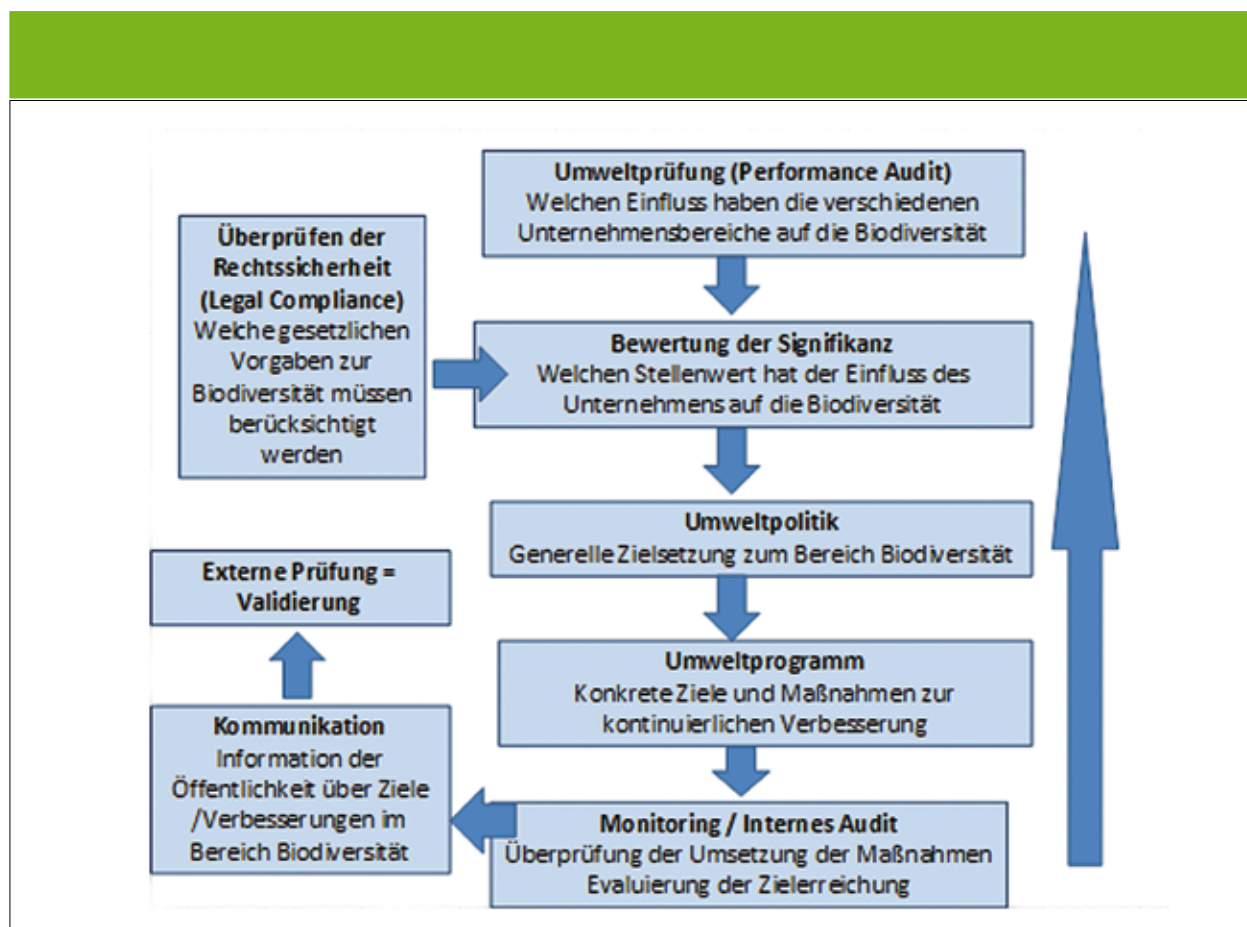 Umweltprüfung (Performance Audit)
Welchen Einfluss haben die verschiedenen
Unternehmensbereiche auf die Biodiversität
Überprüfen der
Rechtssicherheit
(Legal Compliance)
Welche gesetzlichen
Vorgaben zur
Biodiversität müssen
berücksichtigt
werden
Bewertung der Signifikanz
Welchen Stellenwert hat der Einfluss des
Unternehmens auf die Biodiversität
Umweltpolitik
Generelle Zielsetzung zum Bereich Biodiversität
Umweltprogramm
Konkrete Ziele und Maßnahmen zur
kontinuierlichen Verbesserung
Monitoring / Internes Audit
Überprüfung der Umsetzung der Maßnahmen
Evaluierung der Zielerreichung
Kommunikation
Information der
Öffentlichkeit über Ziele
/Verbesserungen im
Bereich Biodiversität
Externe Prüfung =
Validierung